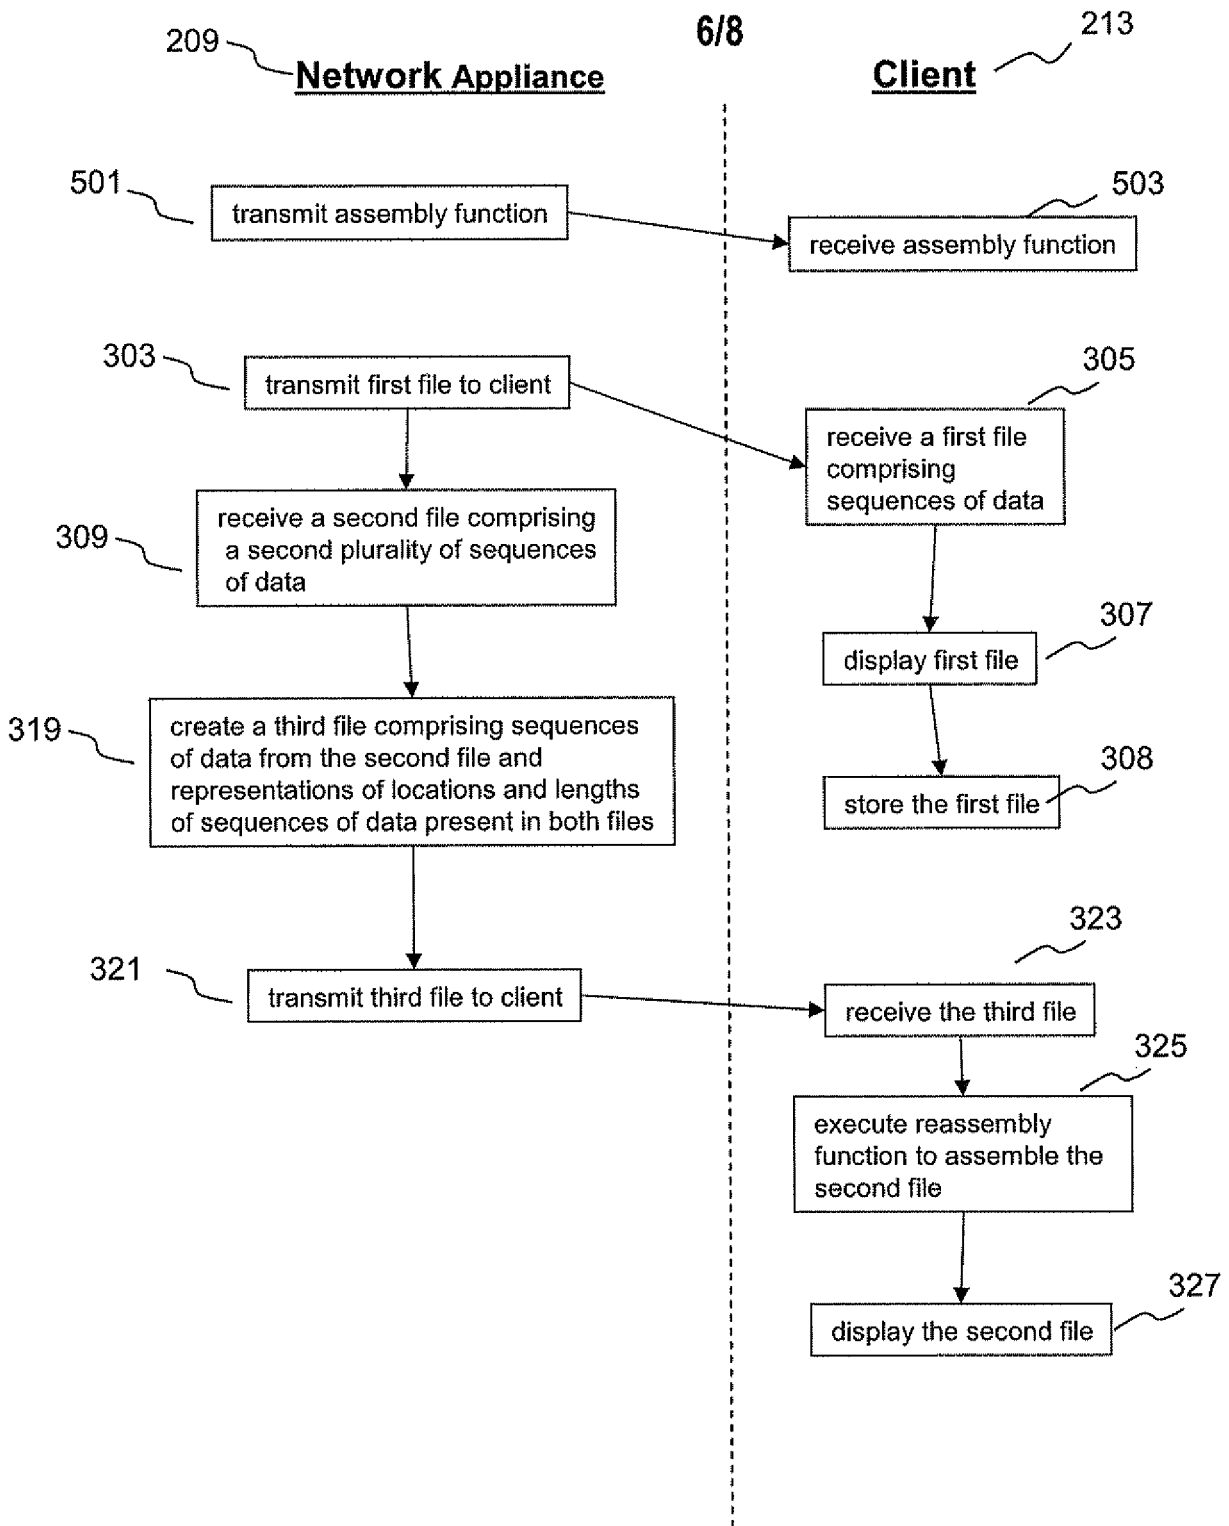 6/8
209
Network Appliance
Client
213
501
transmit assembly function
503
receive assembly function
303
transmit first file to client
305
receive a first file
comprising
sequences of data
309
receive a second file comprising
a second plurality of sequences
of data
307
display first file
319
create a third file comprising sequences
of data from the second file and
representations of locations and lengths
of sequences of data present in both files
308
store the first file
321
transmit third file to client
323
receive the third file
325
execute reassembly
function to assemble the
second file
327
display the second file